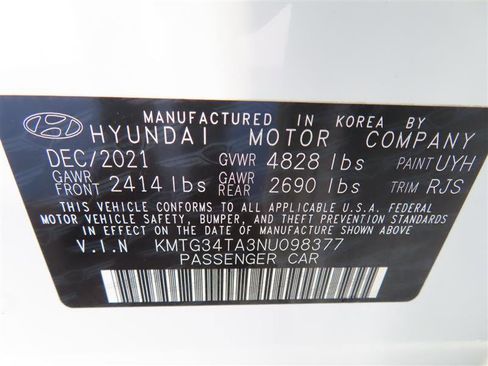 MANUFACTURED IN KOREA BY
HYUNDAI MOTOR COMPANY
DEC/2021 GVWR 4828 lbs PAINT UYH
GAWR FRONT 2414 lbs GAWR REAR 2690 lbs TRIM RJS
THIS VEHICLE CONFORMS TO ALL APPLICABLE U.S.A. FEDERAL
MOTOR VEHICLE SAFETY, BUMPER, AND THEFT PREVENTION
STANDARDS IN EFFECT ON THE DATE OF MANUFACTURE SHOWN ABOVE.
V.I.N KMTG34TA3NU098377
PASSENGER CAR